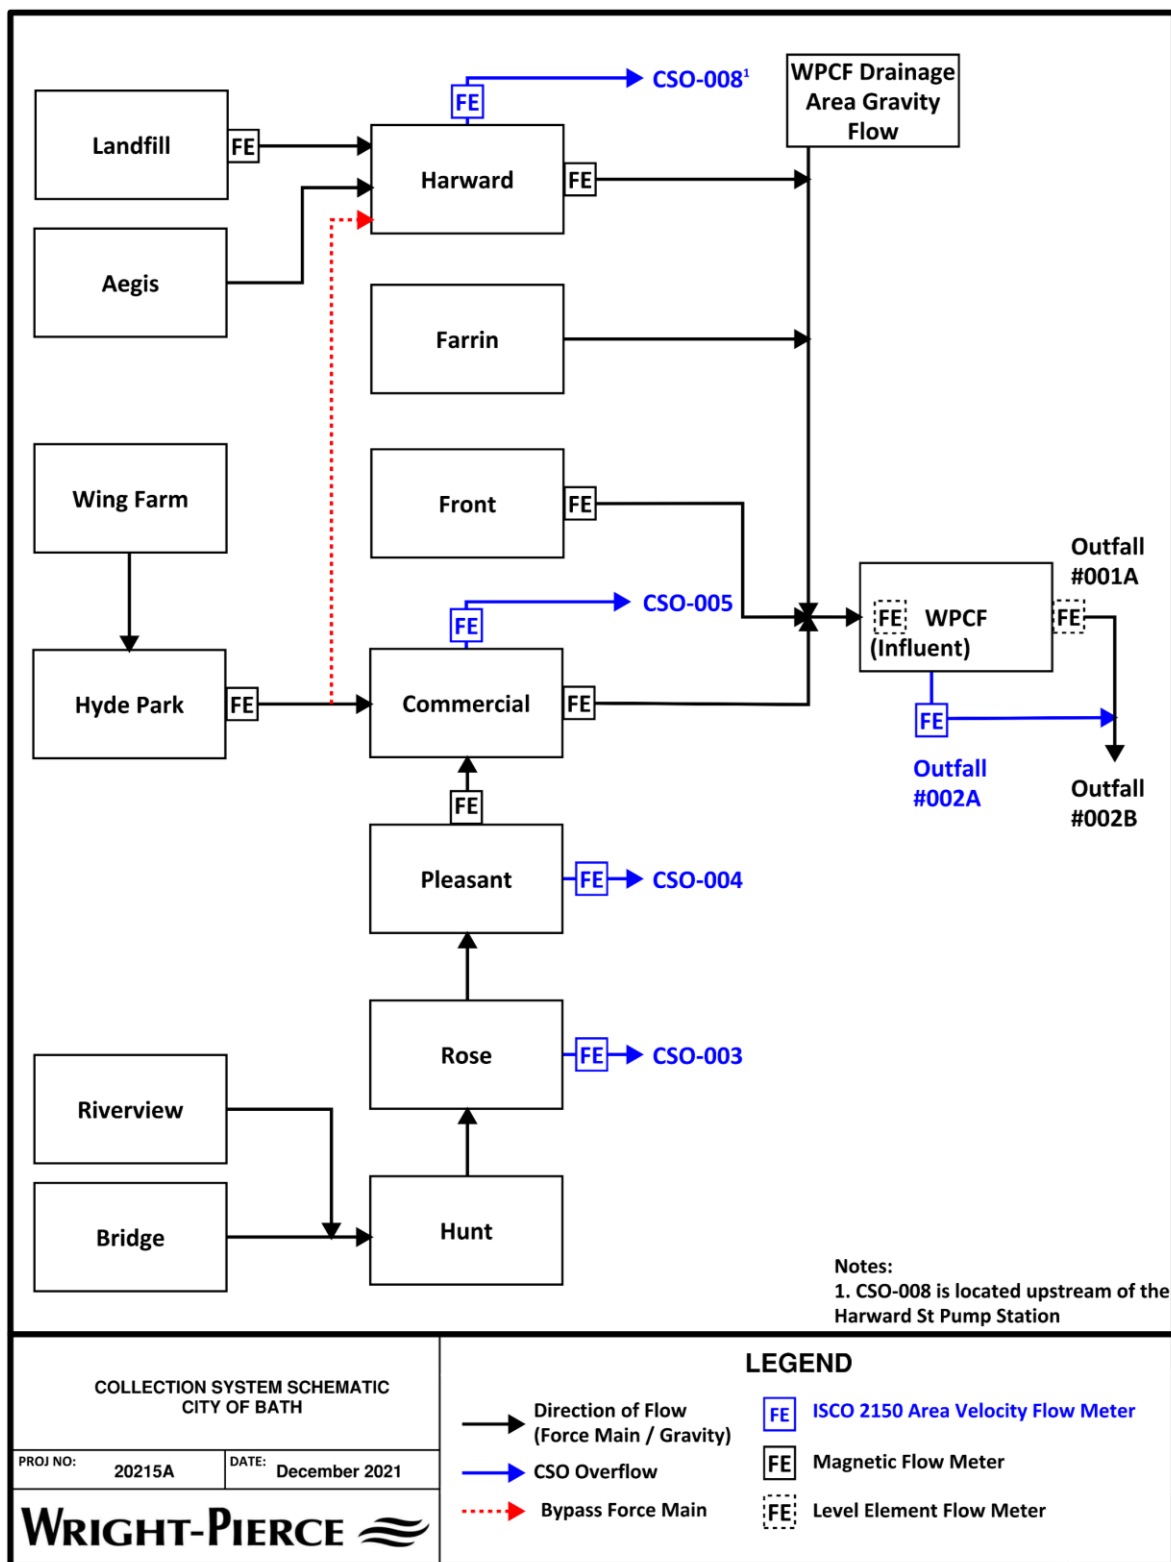 CSO-008¹
WPCF Drainage
Area Gravity
Flow
FE
Landfill
FE
Harward
FE
Aegis
Farrin
Wing Farm
Front
FE
Outfall
#001A
CSO-005
FE
FE WPCF
(Influent)
FE
Hyde Park
FE
Commercial
FE
FE
Outfall
#002A
Outfall
#002B
FE
Pleasant
FE
CSO-004
Rose
FE
CSO-003
Riverview
Bridge
Hunt
Notes:
1. CSO-008 is located upstream of the
Harward St Pump Station
COLLECTION SYSTEM SCHEMATIC
CITY OF BATH
PROJ NO: 20215A
DATE: December 2021
WRIGHT-PIERCE
LEGEND
Direction of Flow
(Force Main / Gravity)
CSO Overflow
Bypass Force Main
FE ISCO 2150 Area Velocity Flow Meter
FE Magnetic Flow Meter
FE Level Element Flow Meter